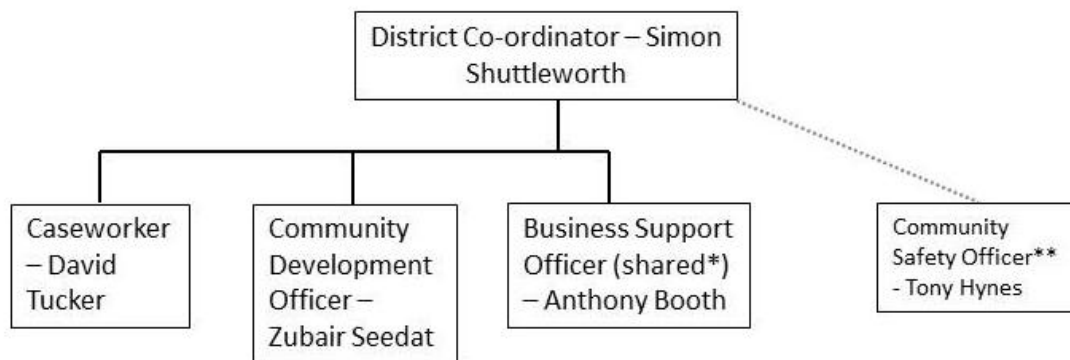 District Co-ordinator – Simon
Shuttleworth
Caseworker
– David
Tucker
Community
Development
Officer –
Zubair Seedat
Business Support
Officer (shared*)
– Anthony Booth
Community
Safety Officer**
- Tony Hynes